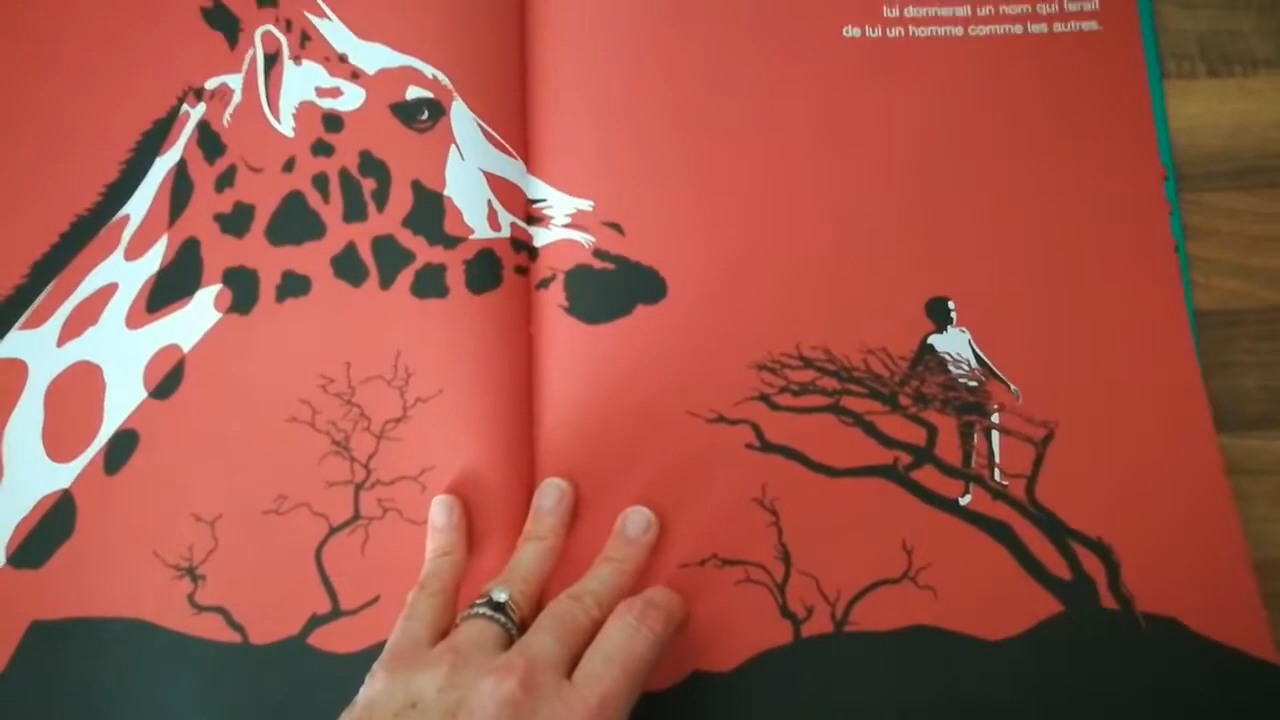 lui donnerait un nom qui ferait
de lui un homme comme les autres.